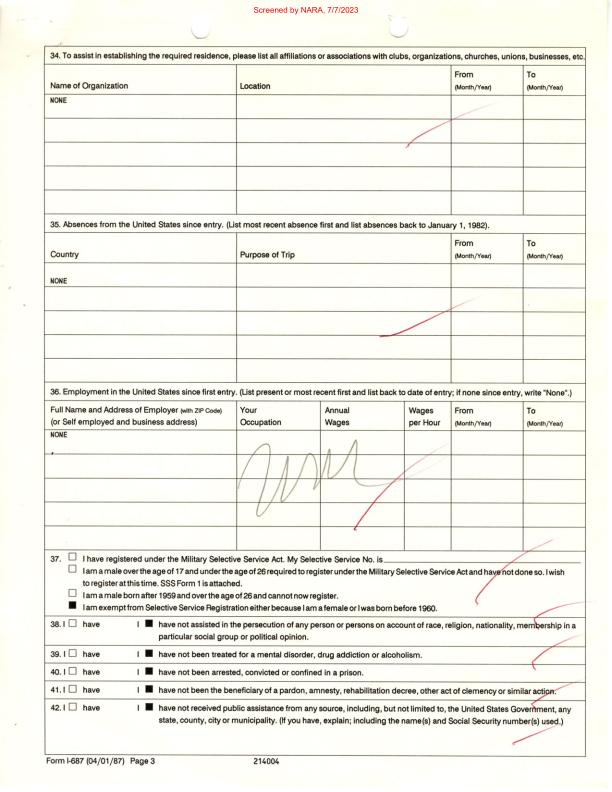 Screened by NARA, 7/7/2023
34. To assist in establishing the required residence, please list all affiliations or associations with clubs, organizations, churches, unions, businesses, etc.
Name of Organization Location From (Month/Year) To (Month/Year)
NONE
35. Absences from the United States since entry. (List most recent absence first and list absences back to January 1, 1982).
Country Purpose of Trip From (Month/Year) To (Month/Year)
NONE
36. Employment in the United States since first entry. (List present or most recent first and list back to date of entry; if none since entry, write "None".)
Full Name and Address of Employer (with ZIP Code) Your Annual Wages From To
(or Self employed and business address) Occupation Wages per Hour (Month/Year) (Month/Year)
NONE
37. ☐ I have registered under the Military Selective Service Act. My Selective Service No. is
☐ I am a male over the age of 17 and under the age of 26 required to register under the Military Selective Service Act and have not done so. I wish
to register at this time. SSS Form 1 is attached.
☐ I am a male born after 1959 and over the age of 26 and cannot now register.
■ I am exempt from Selective Service Registration either because I am a female or I was born before 1960.
38. I ☐ have I ■ have not assisted in the persecution of any person or persons on account of race, religion, nationality, membership in a
particular social group or political opinion.
39. I ☐ have I ■ have not been treated for a mental disorder, drug addiction or alcoholism.
40. I ☐ have I ■ have not been arrested, convicted or confined in a prison.
41. I ☐ have I ■ have not been the beneficiary of a pardon, amnesty, rehabilitation decree, other act of clemency or similar action.
42. I ☐ have I ■ have not received public assistance from any source, including, but not limited to, the United States Government, any
state, county, city or municipality. (If you have, explain; including the name(s) and Social Security number(s) used.)
Form I-687 (04/01/87) Page 3 214004